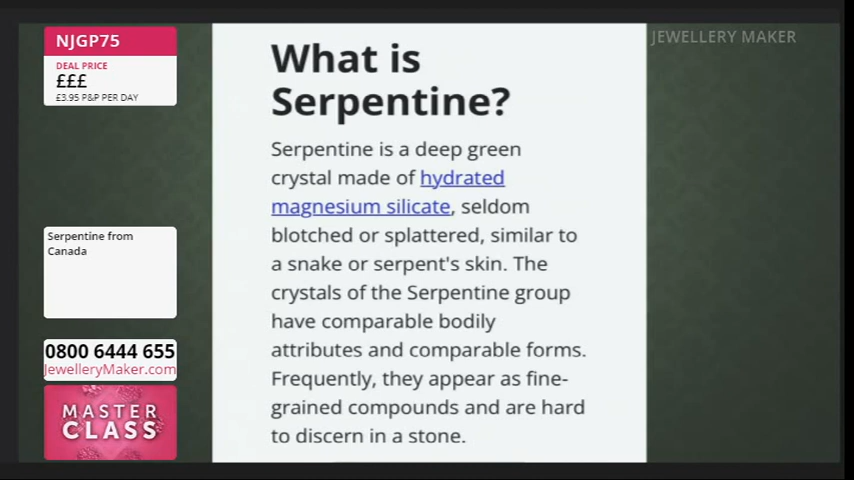 NJGP75
DEAL PRICE
£££
£3.95 P&P PER DAY
Serpentine from
Canada
0800 6444 655
JewelleryMaker.com
MASTER
CLASS
What is
Serpentine?
Serpentine is a deep green
crystal made of hydrated
magnesium silicate, seldom
blotched or splattered, similar to
a snake or serpent's skin. The
crystals of the Serpentine group
have comparable bodily
attributes and comparable forms.
Frequently, they appear as fine-
grained compounds and are hard
to discern in a stone.
JEWELLERY MAKER